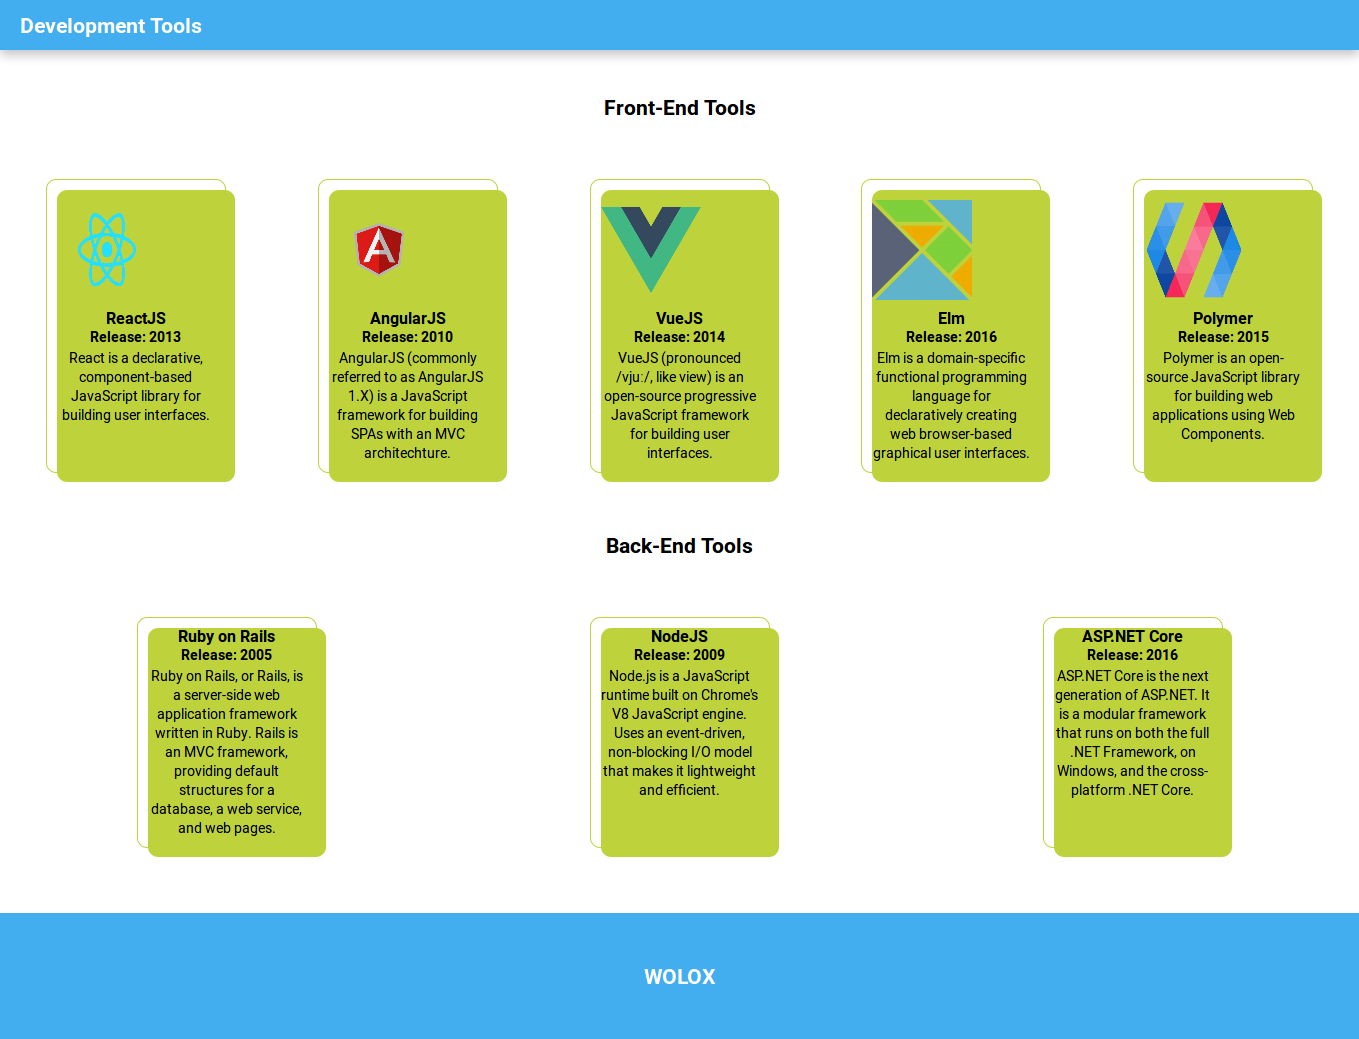 Development Tools
Front-End Tools
ReactJS
Release: 2013
React is a declarative,
component-based
JavaScript library for
building user interfaces.
AngularJS
Release: 2010
AngularJS (commonly
referred to as AngularJS
1.X) is a JavaScript
framework for building
SPAs with an MVC
architechture.
VueJS
Release: 2014
VueJS (pronounced
/vjuː/, like view) is an
open-source progressive
JavaScript framework
for building user
interfaces.
Elm
Release: 2016
Elm is a domain-specific
functional programming
language for
declaratively creating
web browser-based
graphical user interfaces.
Polymer
Release: 2015
Polymer is an open-
source JavaScript library
for building web
applications using Web
Components.
Back-End Tools
Ruby on Rails
Release: 2005
Ruby on Rails, or Rails, is
a server-side web
application framework
written in Ruby. Rails is
an MVC framework,
providing default
structures for a
database, a web service,
and web pages.
NodeJS
Release: 2009
Node.js is a JavaScript
runtime built on Chrome's
V8 JavaScript engine.
Uses an event-driven,
non-blocking I/O model
that makes it lightweight
and efficient.
ASP.NET Core
Release: 2016
ASP.NET Core is the next
generation of ASP.NET. It
is a modular framework
that runs on both the full
.NET Framework, on
Windows, and the cross-
platform .NET Core.
WOLOX